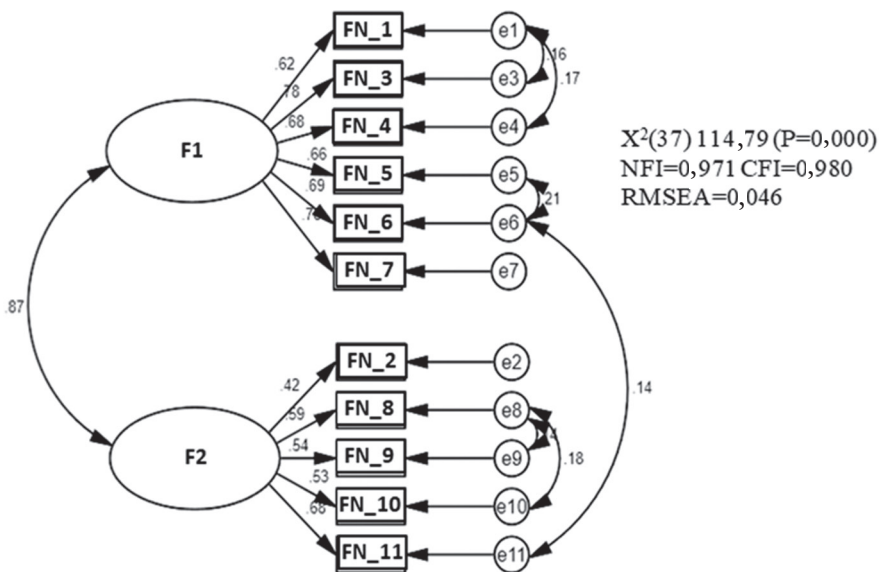 FN_1
e1
.62
.16
FN_3
e3
.78
.17
FN_4
e4
.68
X²(37) 114,79 (P=0,000)
NFI=0,971 CFI=0,980
RMSEA=0,046
F1
.66
FN_5
e5
.69
.21
FN_6
e6
FN_7
e7
.87
FN_2
e2
.42
.14
.59
FN_8
e8
.54
FN_9
e9
.18
F2
.53
FN_10
e10
.68
FN_11
e11